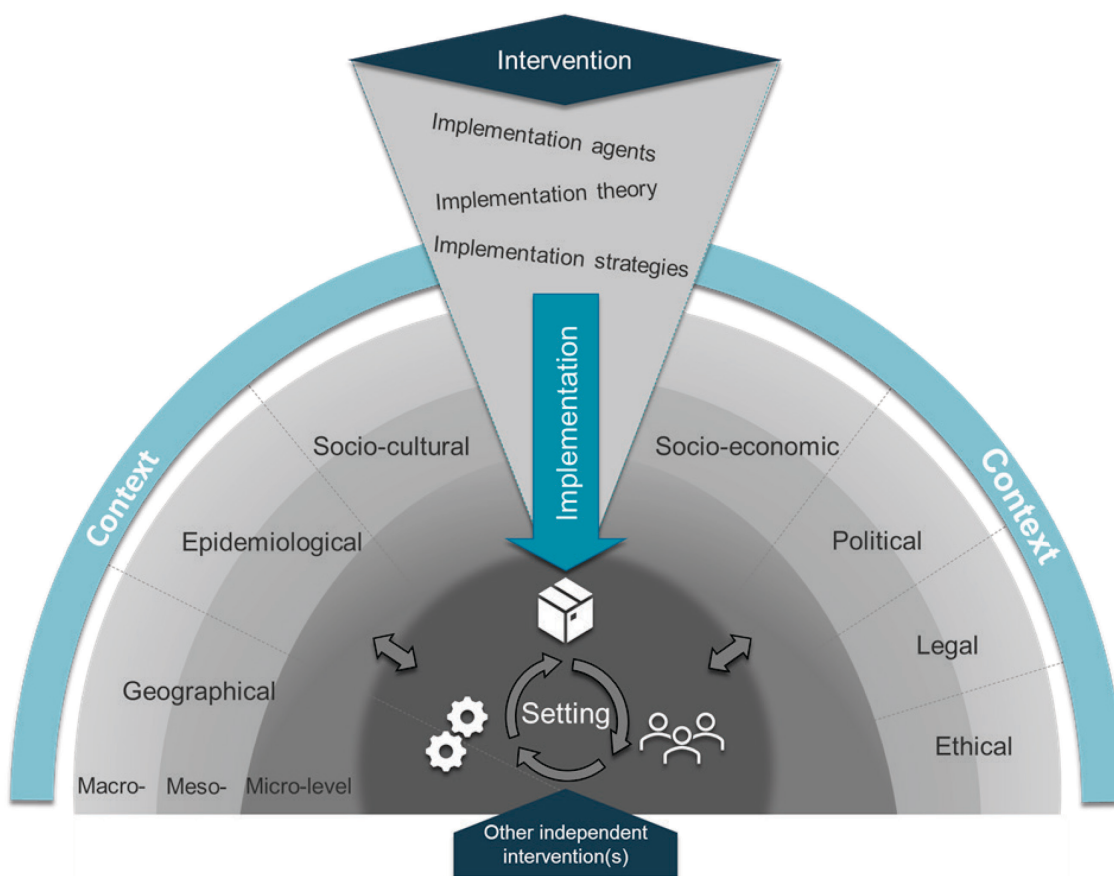 Intervention
Implementation agents
Implementation theory
Implementation strategies
Implementation
Context
Context
Socio-cultural
Socio-economic
Epidemiological
Political
Legal
Geographical
Setting
Ethical
Macro-
Meso-
Micro-level
Other independent
intervention(s)